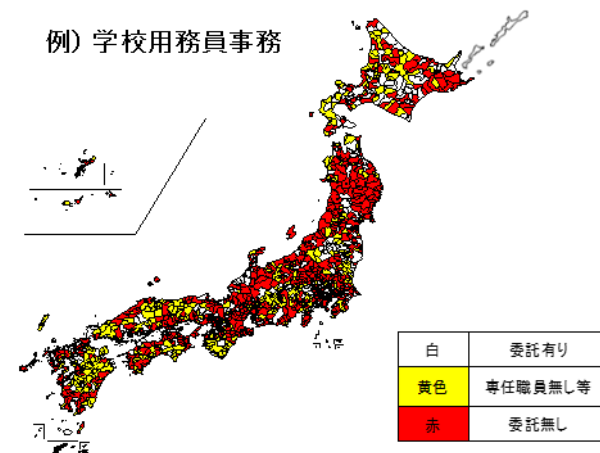 例）学校用務員事務
白 委託有り
黄色 専任職員無し等
赤 委託無し